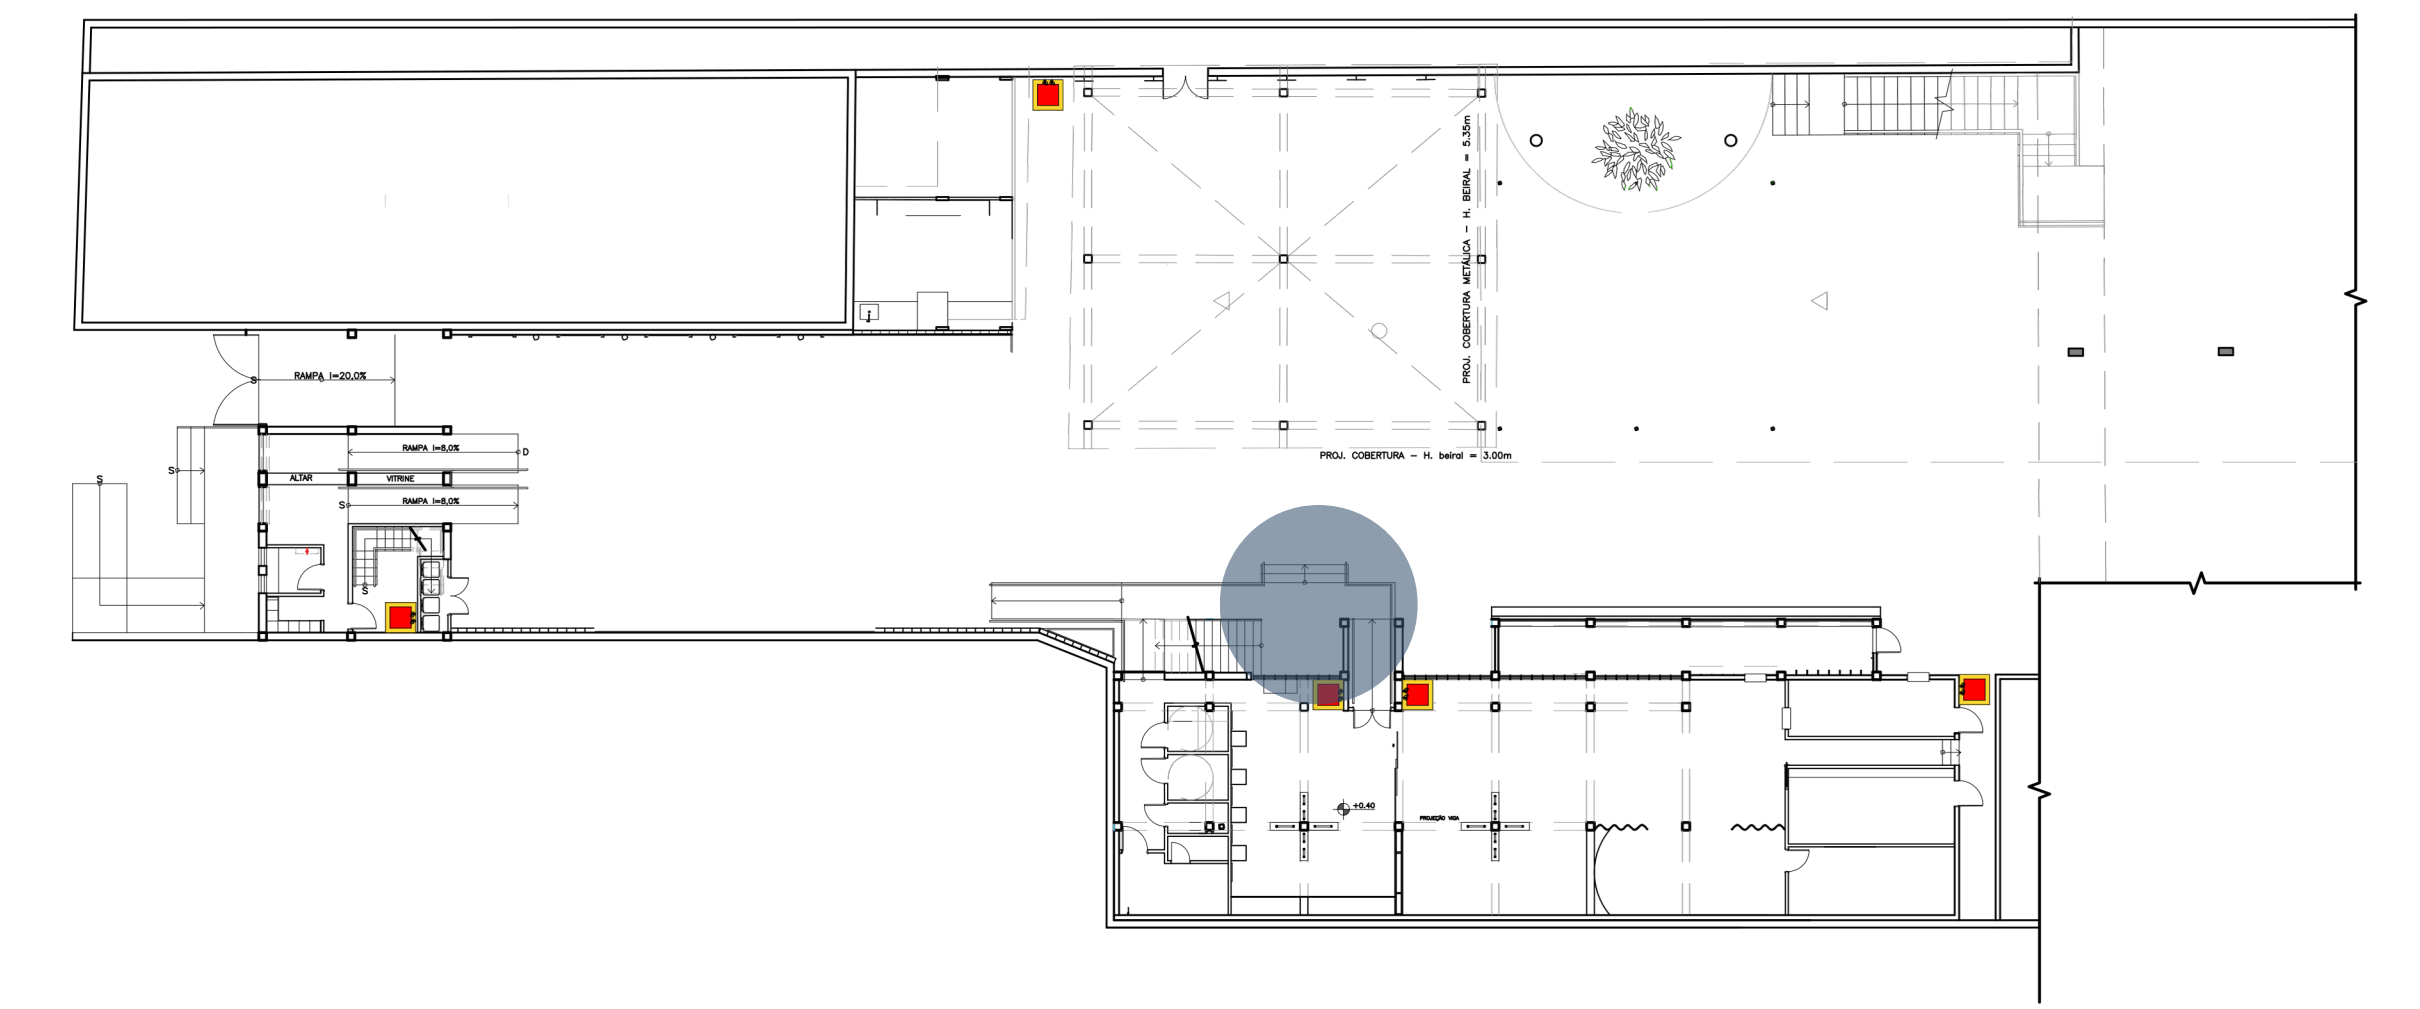 PROJ. COBERTURA METÁLICA - H. BEIRAL = 5.35m
RAMPA i=20,0%
S
RAMPA i=8,0%
D
S
S
ALTAR
VITRINE
PROJ. COBERTURA - H. beiral = 3.00m
S
RAMPA i=8,0%
S
+0.40
PROJEÇÃO VIGA